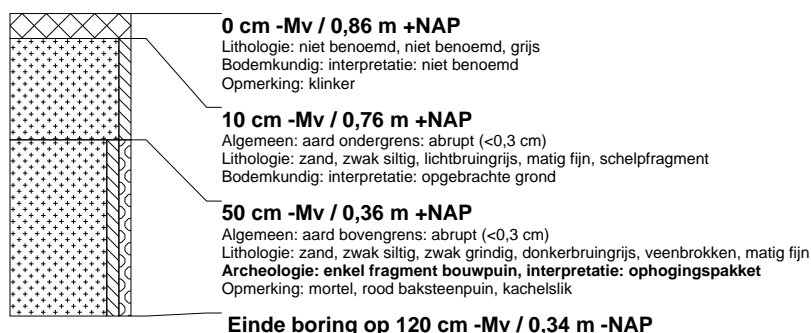 0 cm -Mv / 0,86 m +NAP
Lithologie: niet benoemd, niet benoemd, grijs
Bodemkundig: interpretatie: niet benoemd
Opmerking: klinker
10 cm -Mv / 0,76 m +NAP
Algemeen: aard ondergrens: abrupt (<0,3 cm)
Lithologie: zand, zwak siltig, lichtbruingrijs, matig fijn, schelpfragment
Bodemkundig: interpretatie: opgebrachte grond
50 cm -Mv / 0,36 m +NAP
Algemeen: aard bovengrens: abrupt (<0,3 cm)
Lithologie: zand, zwak siltig, zwak grindig, donkerbruingrijs, veenbrokken, matig fijn
Archeologie: enkel fragment bouwpuin, interpretatie: ophogingspakket
Opmerking: mortel, rood baksteenpuin, kachelslik
Einde boring op 120 cm -Mv / 0,34 m -NAP